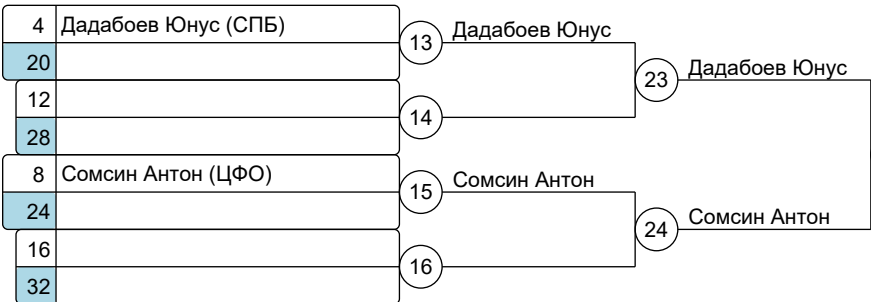 4 Дадабоев Юнус (СПБ)
20
12
28
8 Сомсин Антон (ЦФО)
24
16
32
13 Дадабоев Юнус
14
15 Сомсин Антон
16
23 Дадабоев Юнус
24 Сомсин Антон